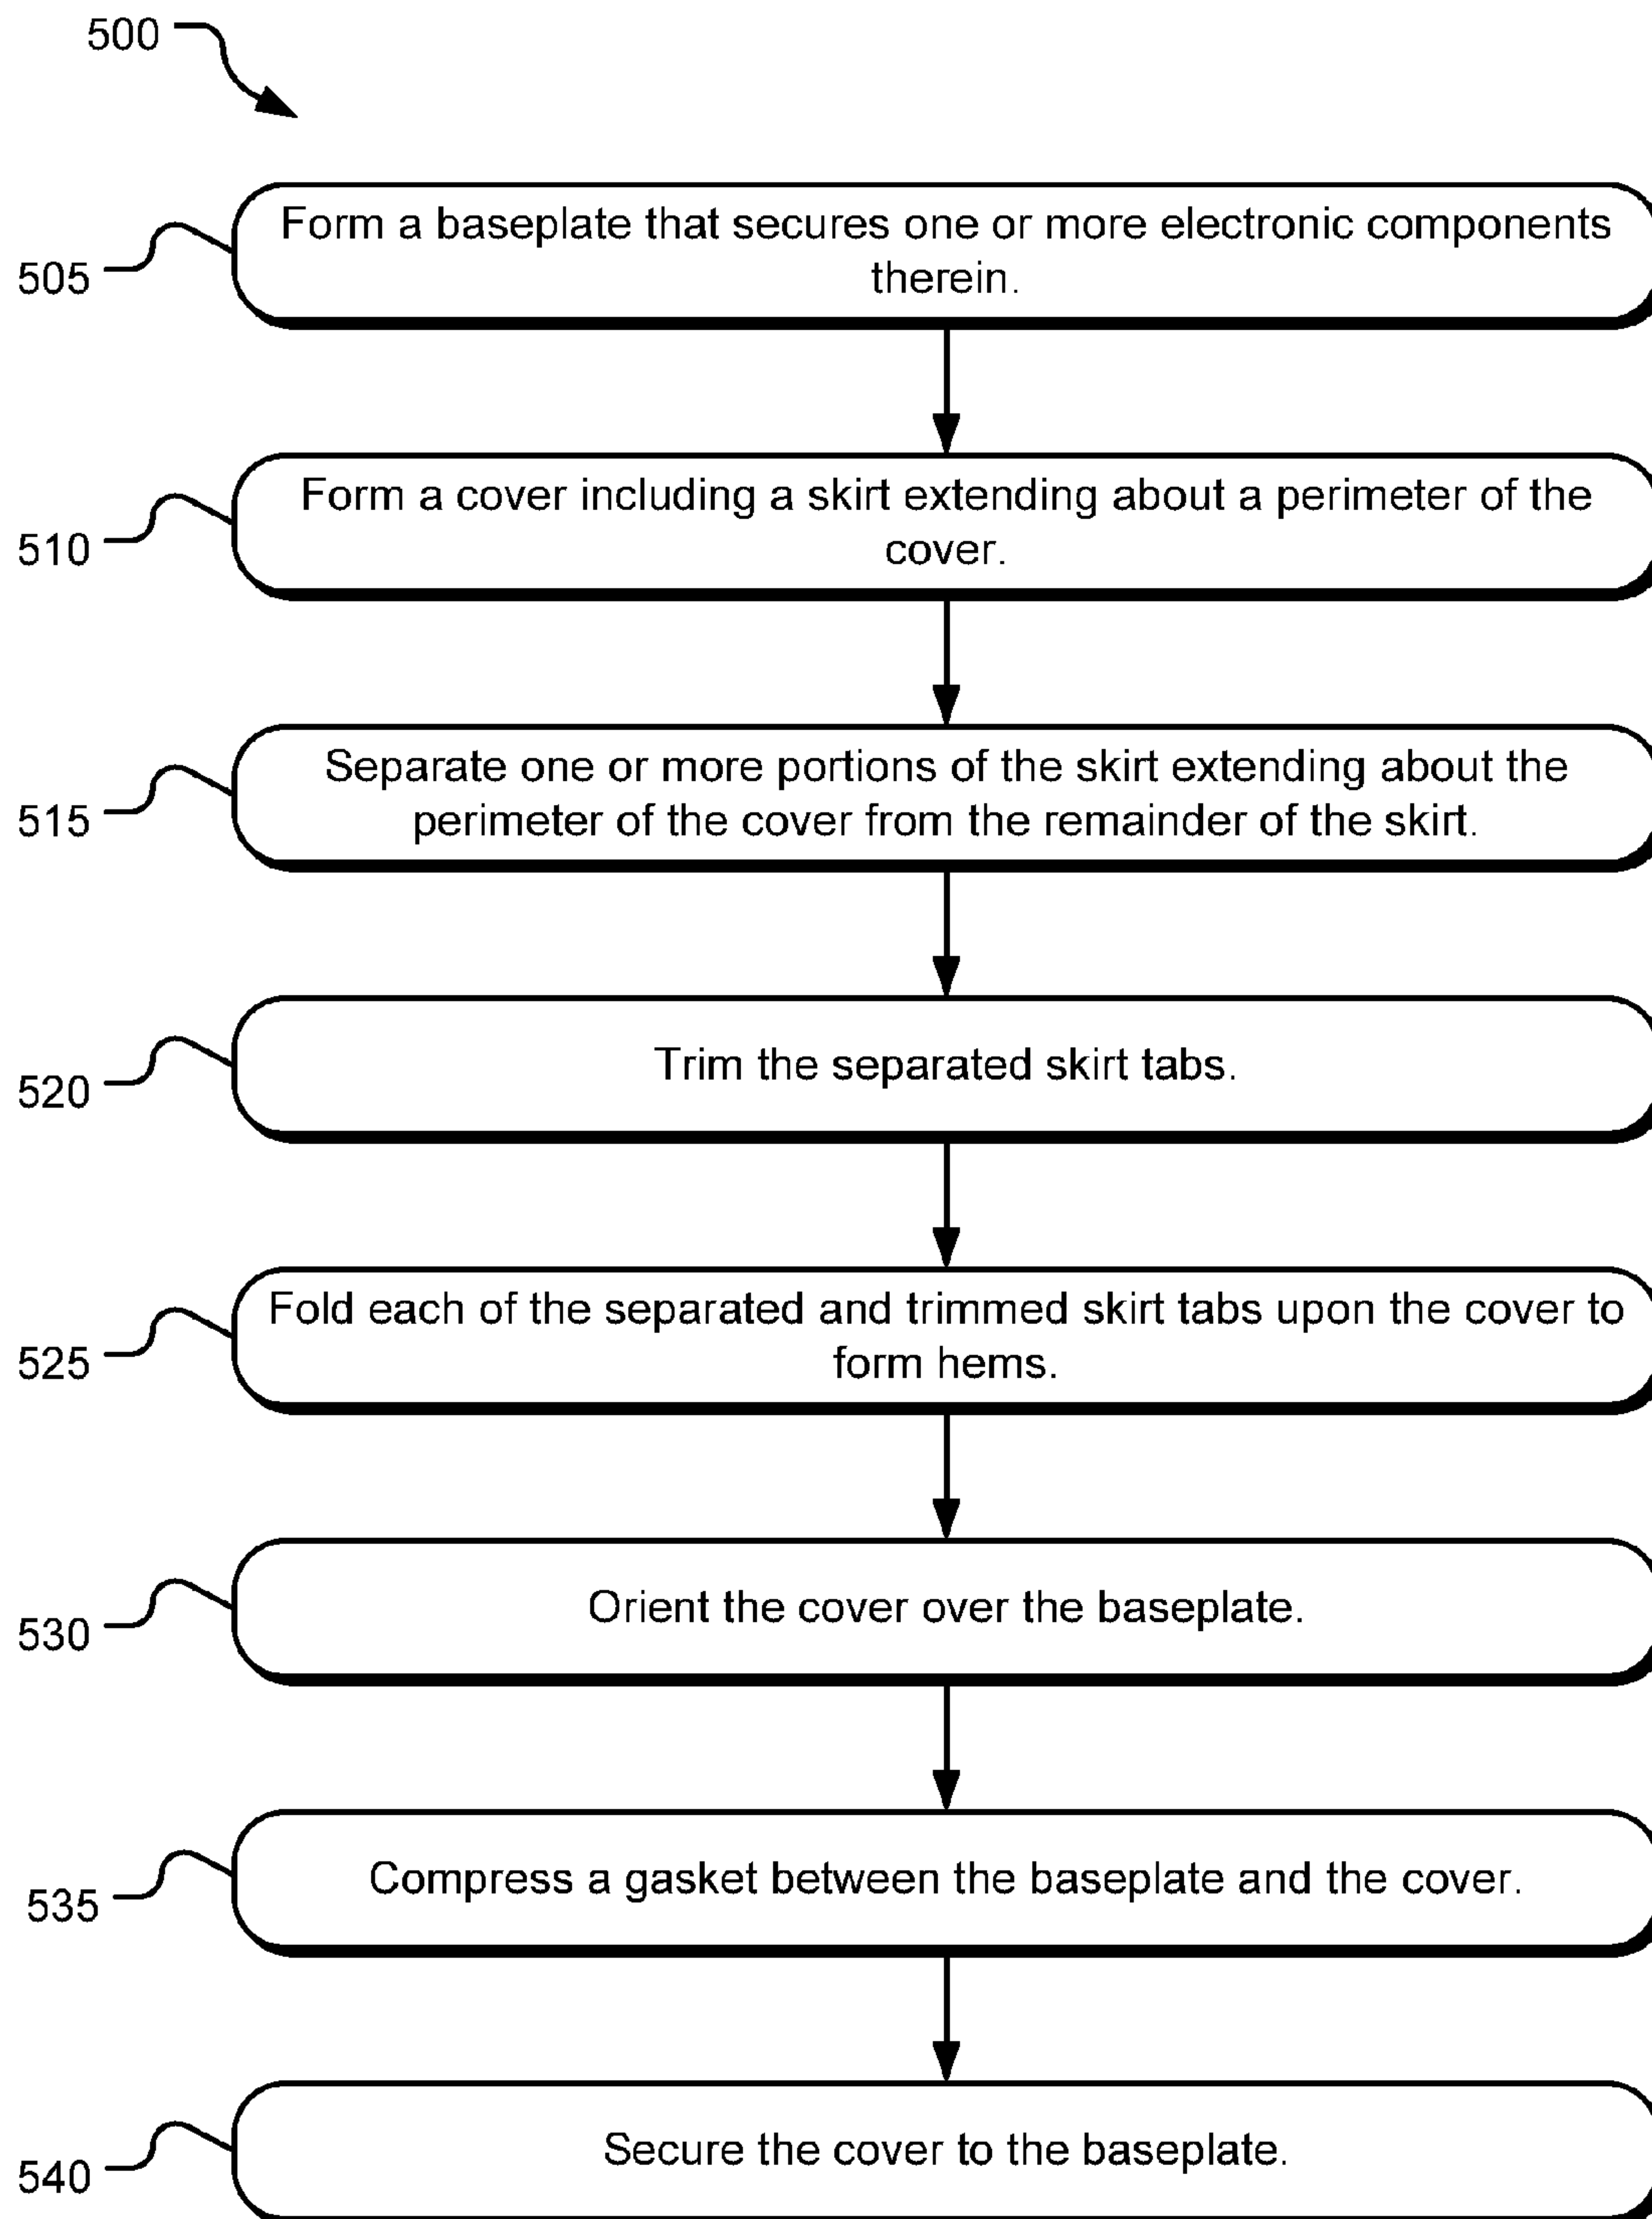 500
505
Form a baseplate that secures one or more electronic components
therein.
510
Form a cover including a skirt extending about a perimeter of the
cover.
515
Separate one or more portions of the skirt extending about the
perimeter of the cover from the remainder of the skirt.
520
Trim the separated skirt tabs.
525
Fold each of the separated and trimmed skirt tabs upon the cover to
form hems.
530
Orient the cover over the baseplate.
535
Compress a gasket between the baseplate and the cover.
540
Secure the cover to the baseplate.